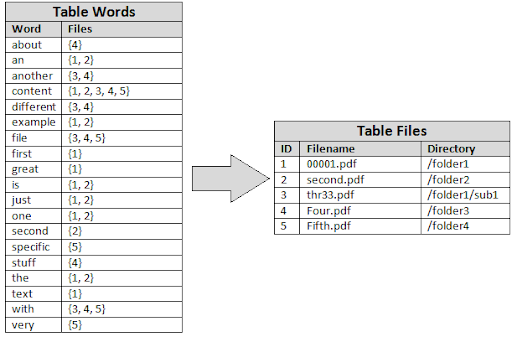 Table Words
Word Files
about {4}
an {1, 2}
another {3, 4}
content {1, 2, 3, 4, 5}
different {3, 4}
example {1, 2}
file {3, 4, 5}
first {1}
great {1}
is {1, 2}
just {1, 2}
one {1, 2}
second {2}
specific {5}
stuff {4}
the {1, 2}
text {1}
with {3, 4, 5}
very {5}
Table Files
ID Filename Directory
1 00001.pdf /folder1
2 second.pdf /folder2
3 thr33.pdf /folder1/sub1
4 Four.pdf /folder3
5 Fifth.pdf /folder4